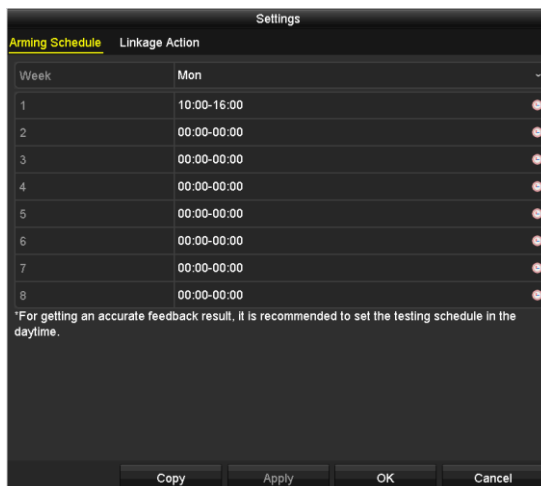 Settings
Arming Schedule Linkage Action
Week Mon
1 10:00-16:00
2 00:00-00:00
3 00:00-00:00
4 00:00-00:00
5 00:00-00:00
6 00:00-00:00
7 00:00-00:00
8 00:00-00:00
*For getting an accurate feedback result, it is recommended to set the testing schedule in the
daytime.
Copy Apply OK Cancel